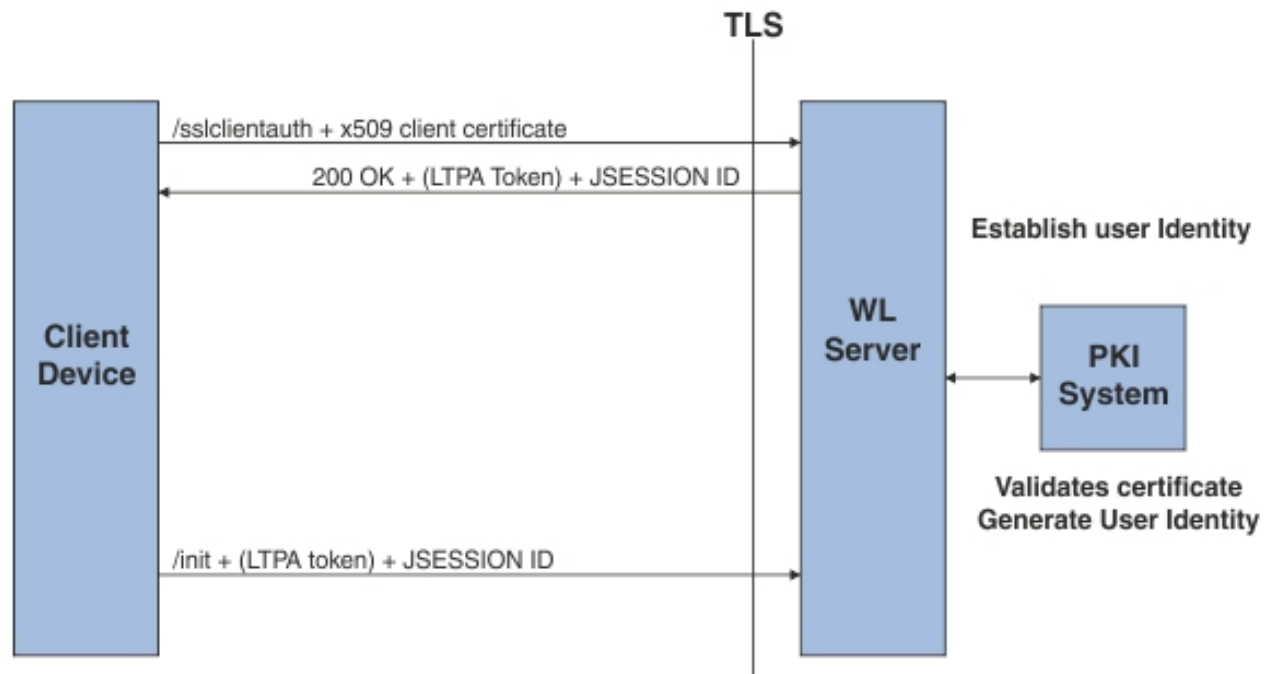 TLS
/sslclientauth + x509 client certificate
200 OK + (LTPA Token) + JSESSION ID
Establish user Identity
Client
Device
WL
Server
PKI
System
Validates certificate
Generate User Identity
/init + (LTPA token) + JSESSION ID